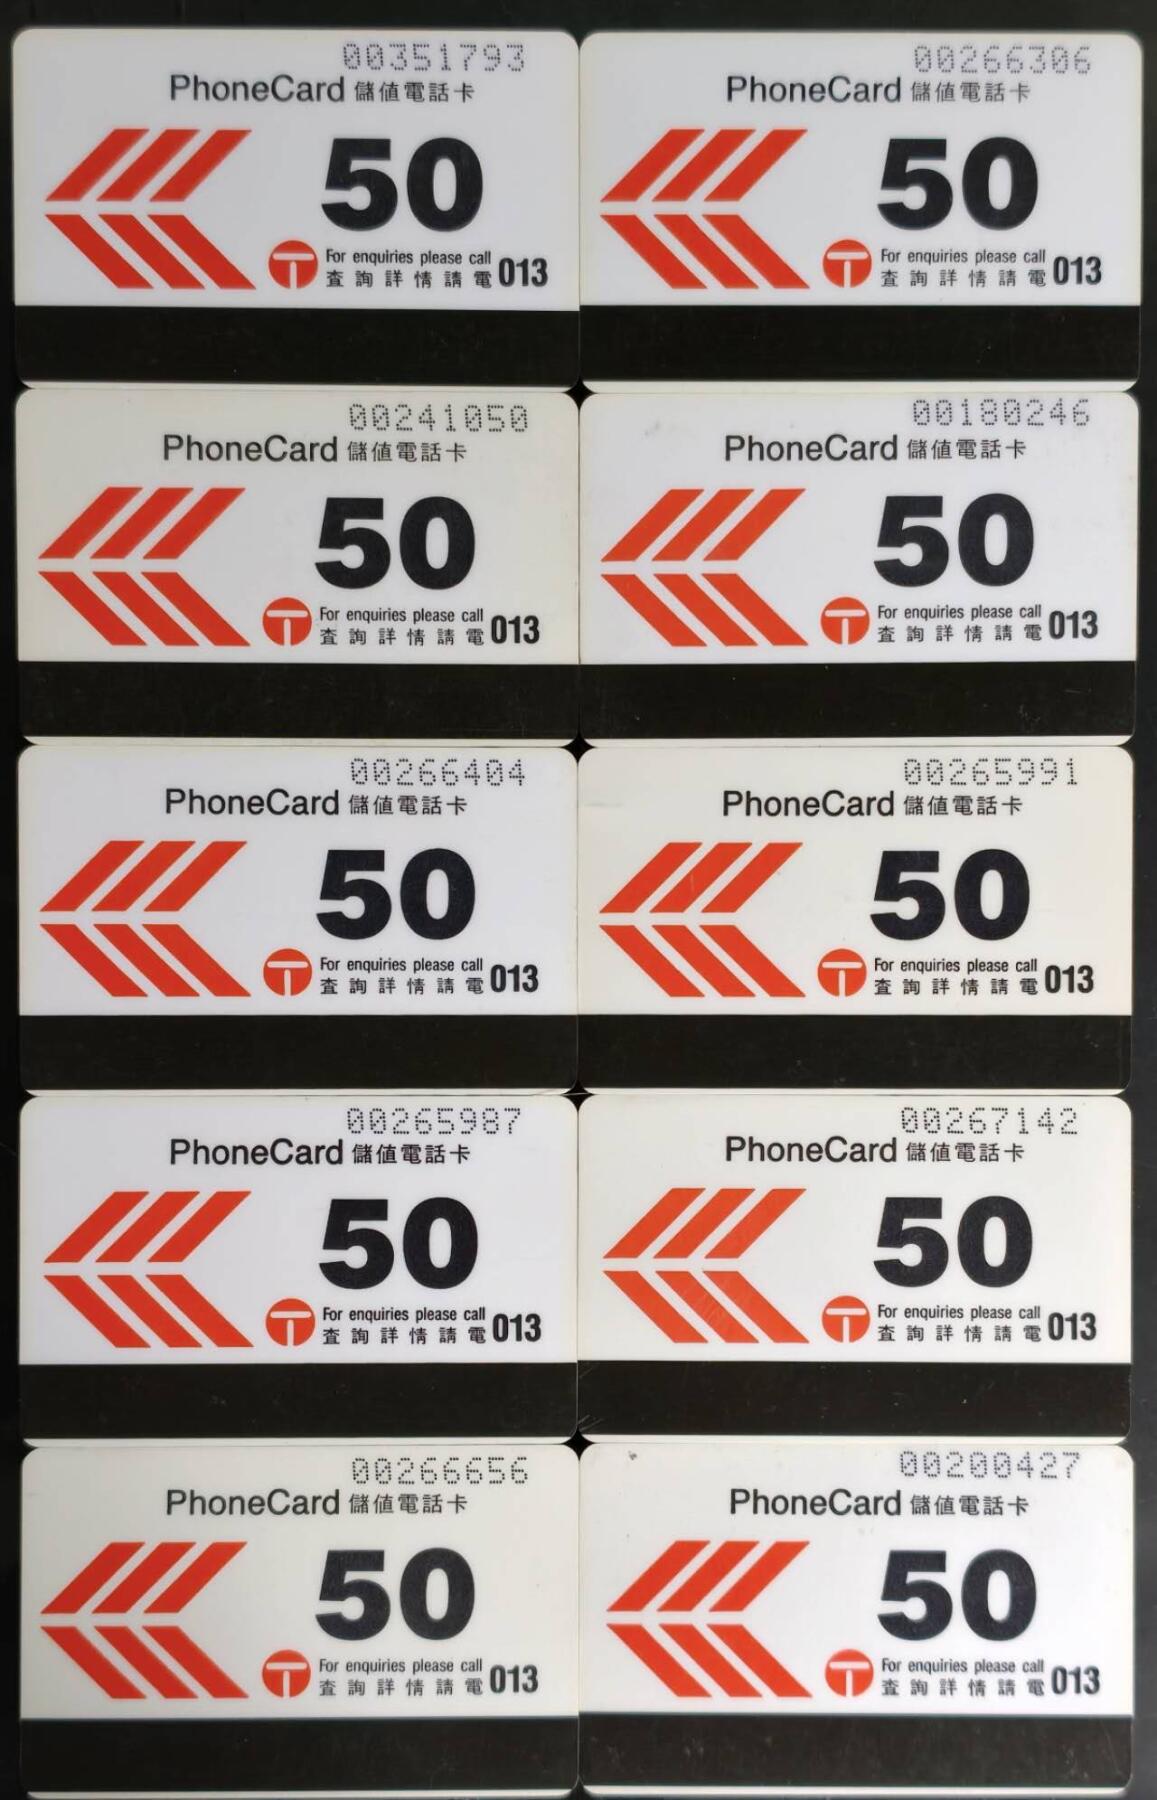 00351793
PhoneCard 儲值電話卡
50
For enquiries please call
查詢詳情請電 013
00266306
PhoneCard 儲值電話卡
50
For enquiries please call
查詢詳情請電 013
00241050
PhoneCard 儲值電話卡
50
For enquiries please call
查詢詳情請電 013
00180246
PhoneCard 儲值電話卡
50
For enquiries please call
查詢詳情請電 013
00266404
PhoneCard 儲值電話卡
50
For enquiries please call
查詢詳情請電 013
00265991
PhoneCard 儲值電話卡
50
For enquiries please call
查詢詳情請電 013
00265987
PhoneCard 儲值電話卡
50
For enquiries please call
查詢詳情請電 013
00267142
PhoneCard 儲值電話卡
50
For enquiries please call
查詢詳情請電 013
00266656
PhoneCard 儲值電話卡
50
For enquiries please call
查詢詳情請電 013
00200427
PhoneCard 儲值電話卡
50
For enquiries please call
查詢詳情請電 013